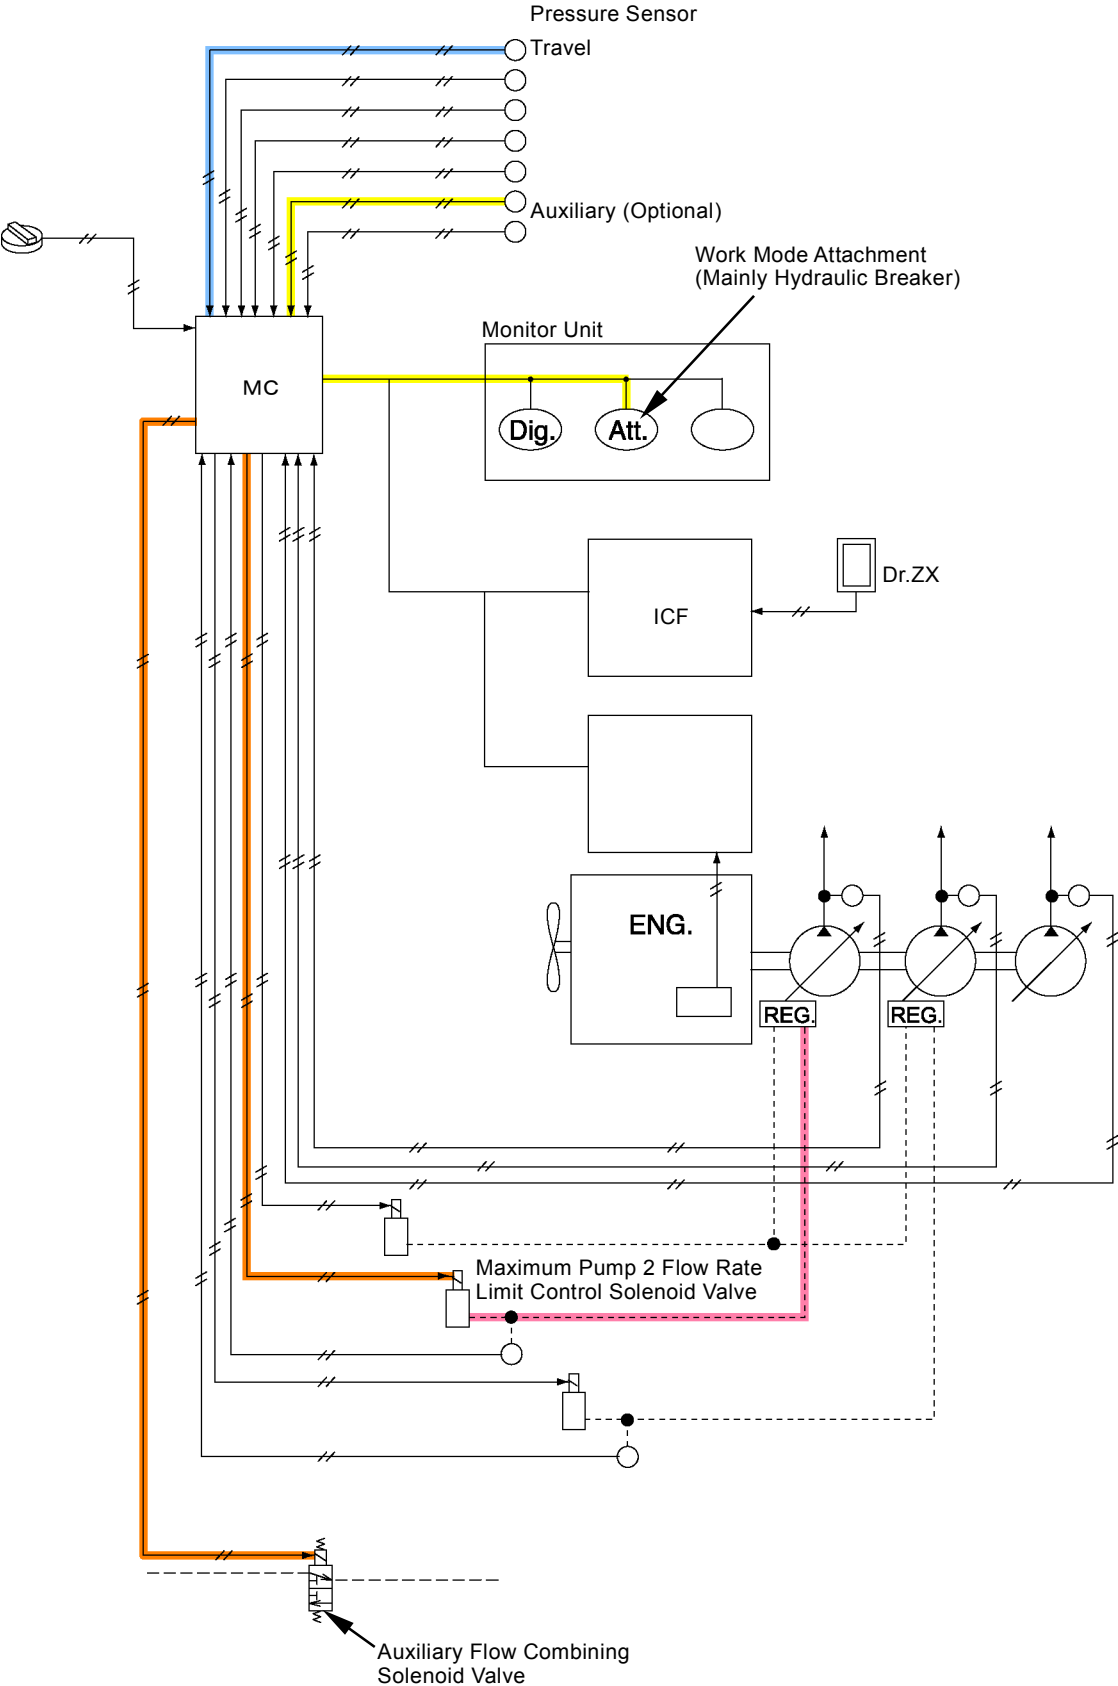 Pressure Sensor
Travel
Auxiliary (Optional)
Work Mode Attachment
(Mainly Hydraulic Breaker)
Monitor Unit
MC
Dig.
Att.
ICF
Dr.ZX
ENG.
REG.
REG.
Maximum Pump 2 Flow Rate
Limit Control Solenoid Valve
Auxiliary Flow Combining
Solenoid Valve